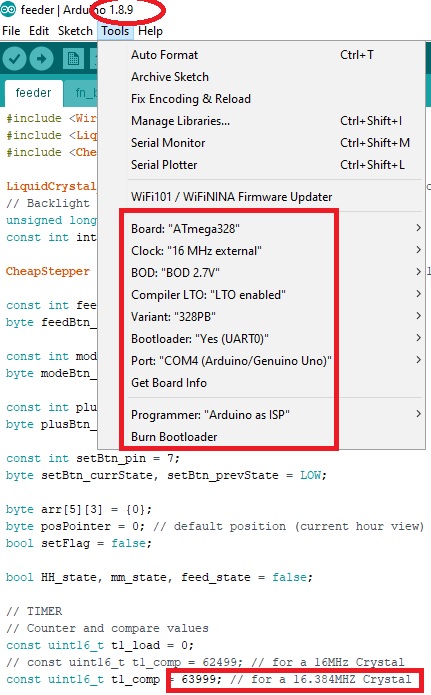 feeder | Arduino 1.8.9
File Edit Sketch Tools Help
Auto Format Ctrl+T
Archive Sketch
Fix Encoding & Reload
Manage Libraries... Ctrl+Shift+I
Serial Monitor Ctrl+Shift+M
Serial Plotter Ctrl+Shift+L
WiFi101 / WiFiNINA Firmware Updater
Board: "ATmega328"
Clock: "16 MHz external"
BOD: "BOD 2.7V"
Compiler LTO: "LTO enabled"
Variant: "328PB"
Bootloader: "Yes (UART0)"
Port: "COM4 (Arduino/Genuino Uno)"
Get Board Info
Programmer: "Arduino as ISP"
Burn Bootloader
feeder fn_b
#include <Wir
#include <Liq
#include <Che
LiquidCrystal
// Backlight
unsigned long
const int int
CheapStepper
const int fee
byte feedBtn_
const int mod
byte modeBtn_
const int plu
byte plusBtn_
const int setBtn_pin = 7;
byte setBtn_currState, setBtn_prevState = LOW;
byte arr[5][3] = {0};
byte posPointer = 0; // default position (current hour view)
bool setFlag = false;
bool HH_state, mm_state, feed_state = false;
// TIMER
// Counter and compare values
const uint16_t t1_load = 0;
// const uint16_t t1_comp = 62499; // for a 16MHz Crystal
const uint16_t t1_comp = 63999; // for a 16.384MHZ Crystal